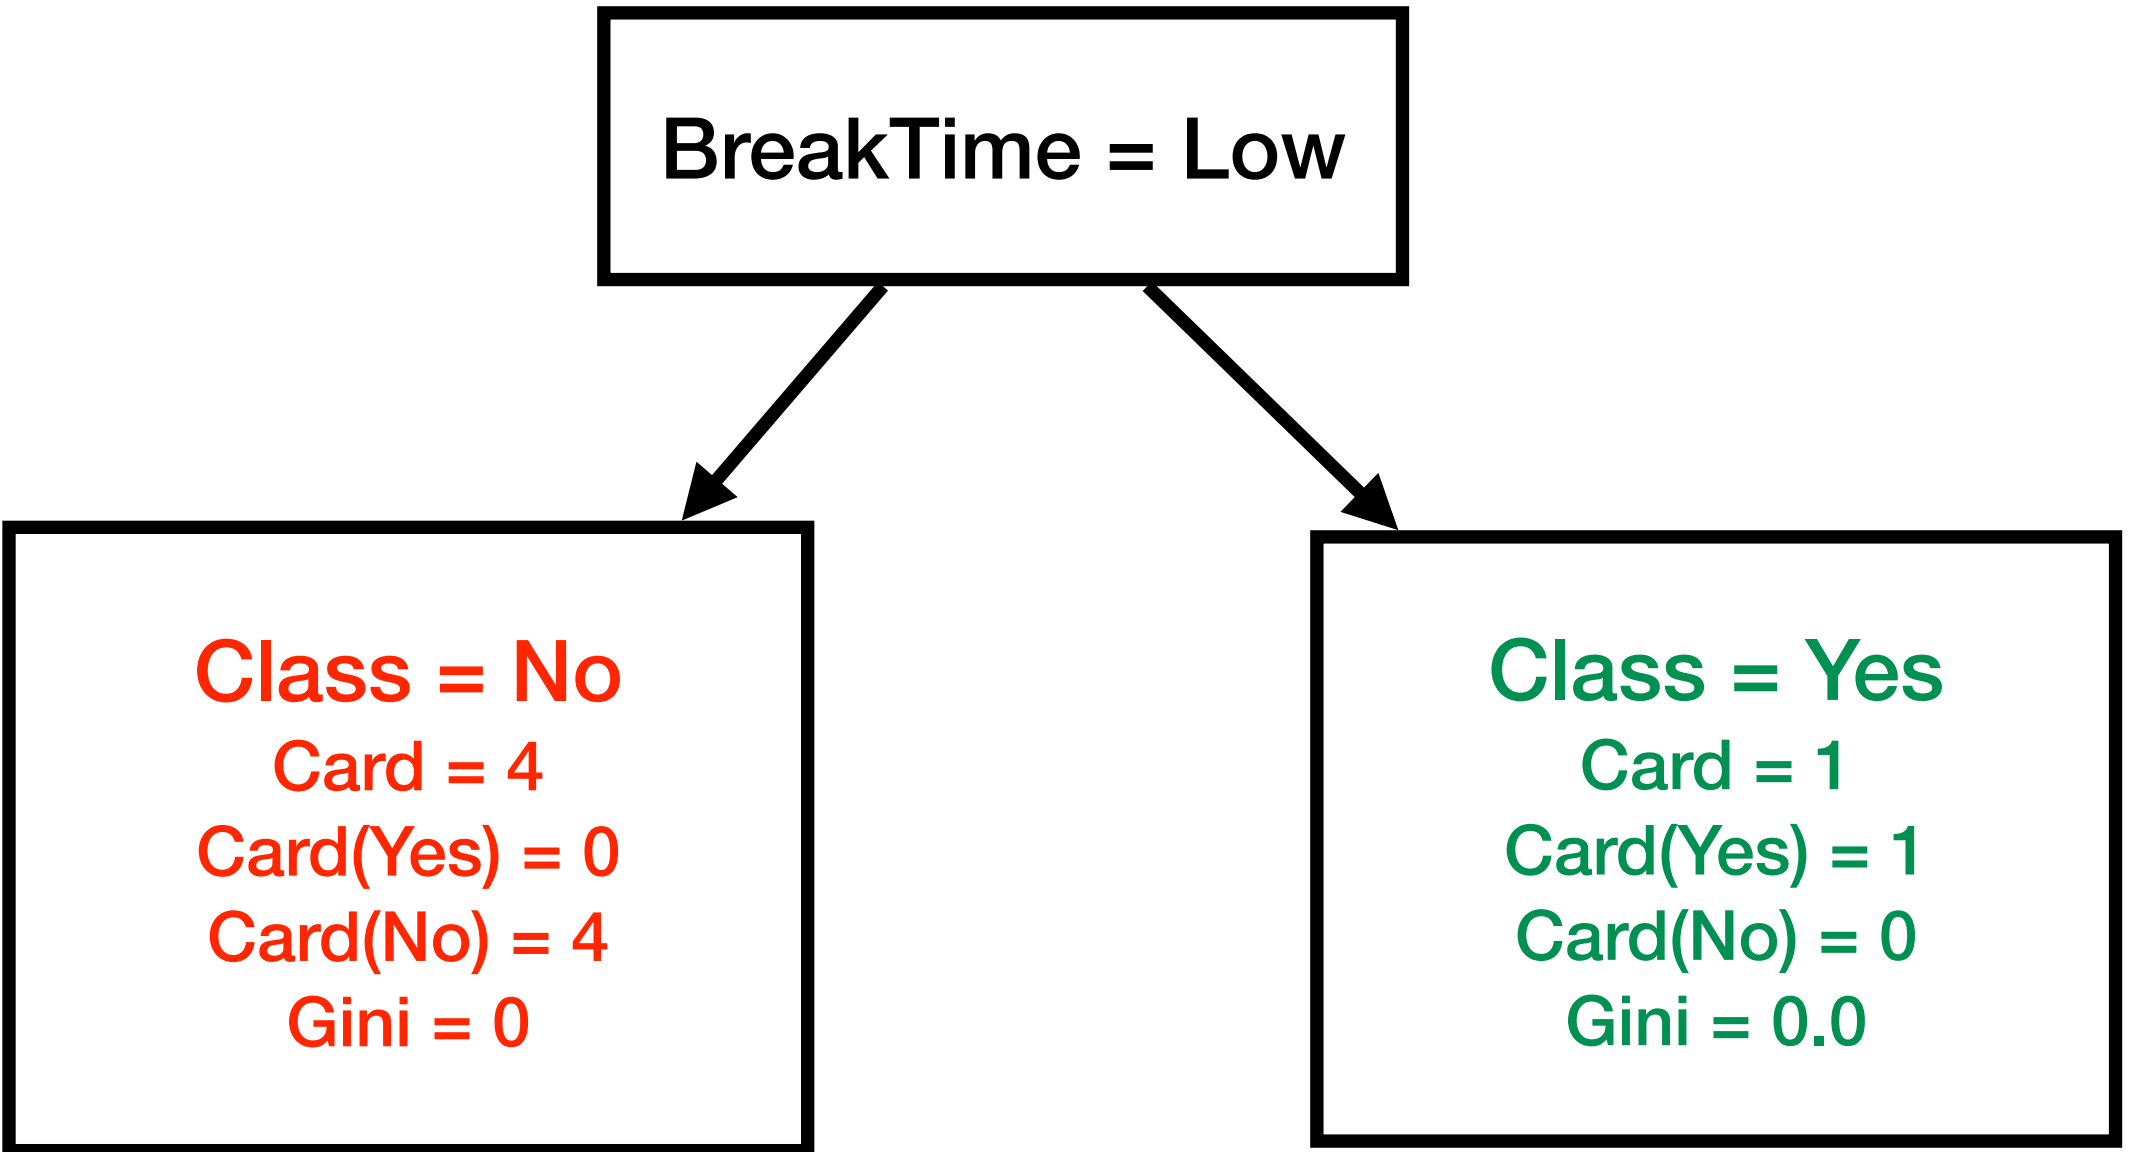 BreakTime = Low
Class = No
Card = 4
Card(Yes) = 0
Card(No) = 4
Gini = 0
Class = Yes
Card = 1
Card(Yes) = 1
Card(No) = 0
Gini = 0.0